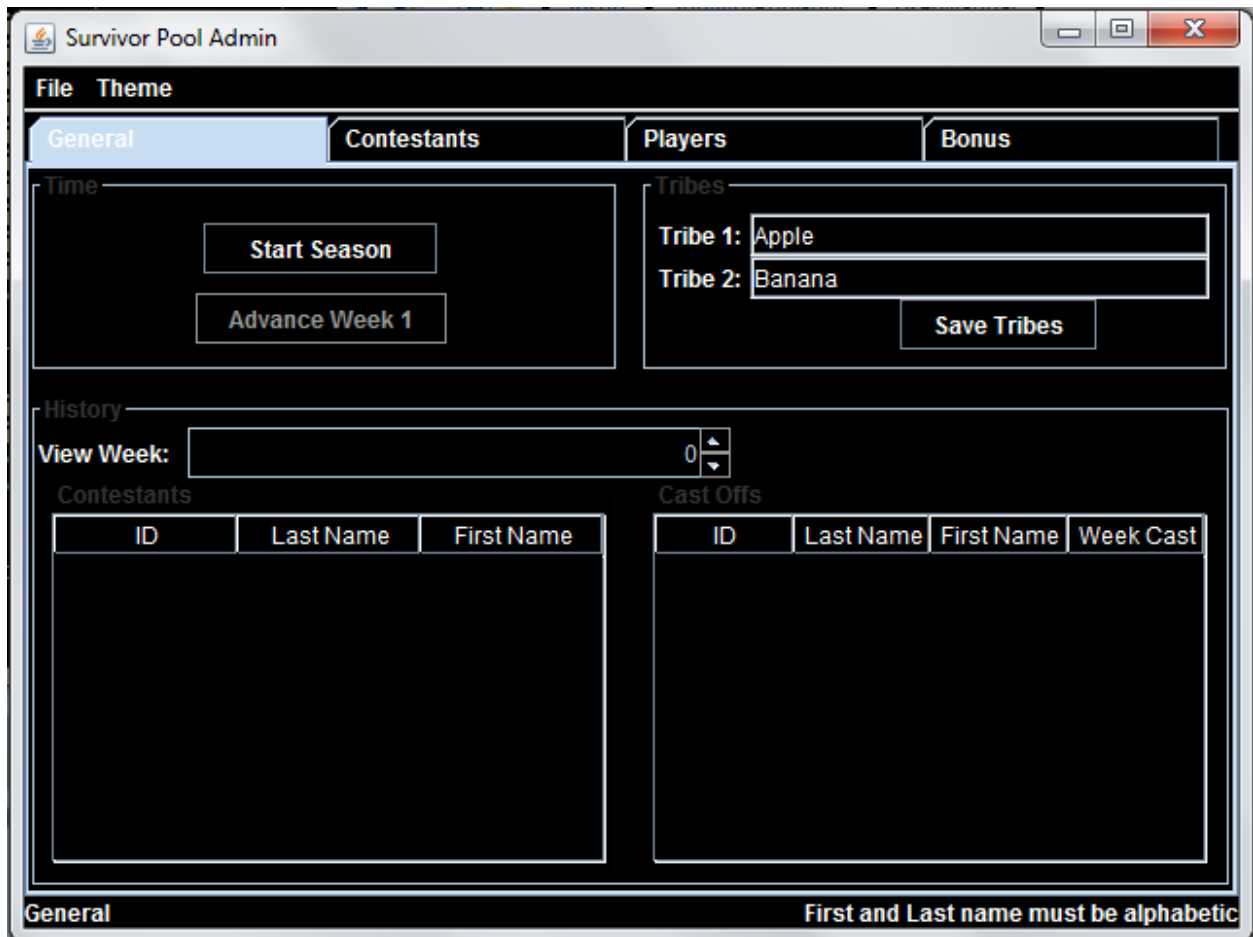 Survivor Pool Admin
File Theme
General Contestants Players Bonus
Time
Start Season
Advance Week 1
Tribes
Tribe 1: Apple
Tribe 2: Banana
Save Tribes
History
View Week: 0
Contestants
ID Last Name First Name
Cast Offs
ID Last Name First Name Week Cast
General First and Last name must be alphabetic